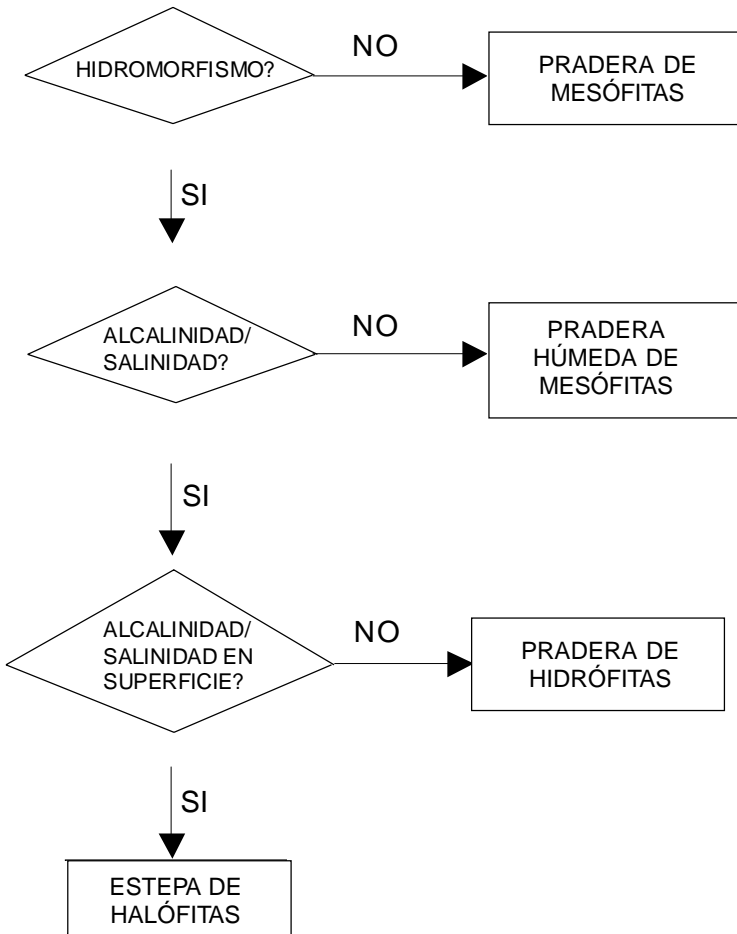 HIDROMORFISMO?
NO
PRADERA DE
MESÓFITAS
SI
ALCALINIDAD/
SALINIDAD?
NO
PRADERA
HÚMEDA DE
MESÓFITAS
SI
ALCALINIDAD/
SALINIDAD EN
SUPERFICIE?
NO
PRADERA DE
HIDRÓFITAS
SI
ESTEPA DE
HALÓFITAS